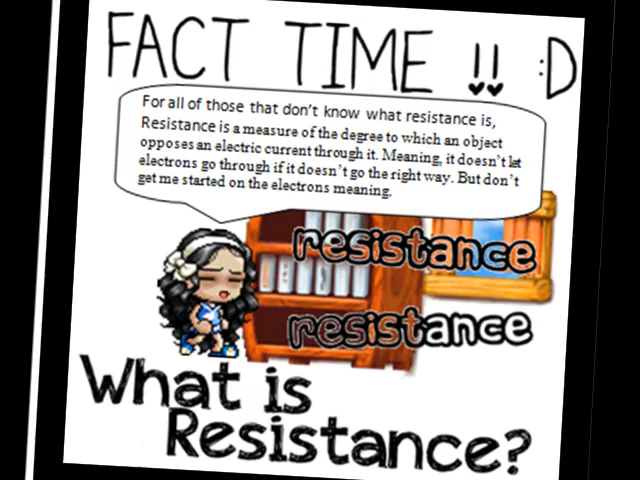 FACT TIME !! :D
For all of those that don't know what resistance is,
Resistance is a measure of the degree to which an object
opposes an electric current through it. Meaning, it doesn't let
electrons go through if it doesn't go the right way. But don't
get me started on the electrons meaning.
resistance
resistance
What is
Resistance?